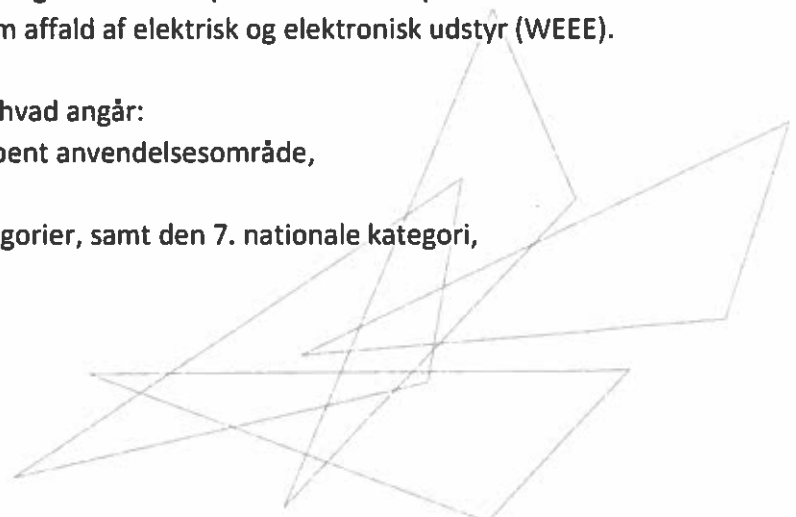 m affald af elektrisk og elektronisk udstyr (WEEE).
hvad angår:
bent anvendelsesområde,
gorier, samt den 7. nationale kategori,